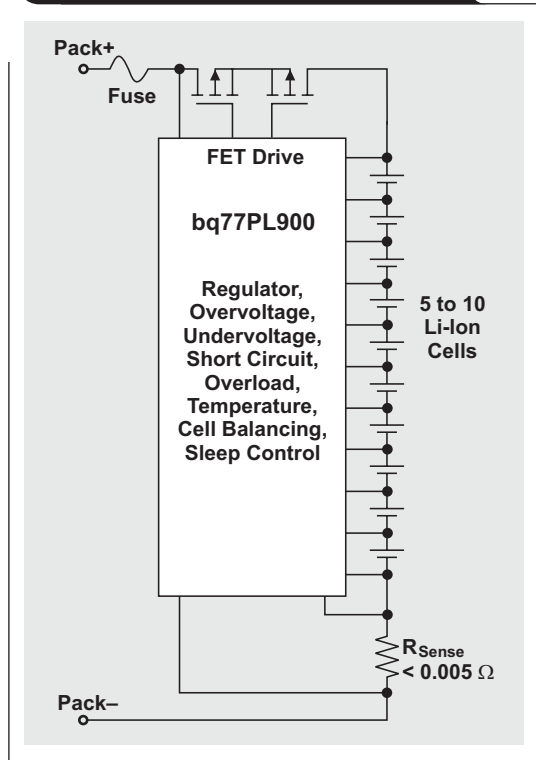 Pack+
Fuse
FET Drive
bq77PL900
Regulator,
Overvoltage,
Undervoltage,
Short Circuit,
Overload,
Temperature,
Cell Balancing,
Sleep Control
5 to 10
Li-Ion
Cells
RSense
< 0.005 Ω
Pack–